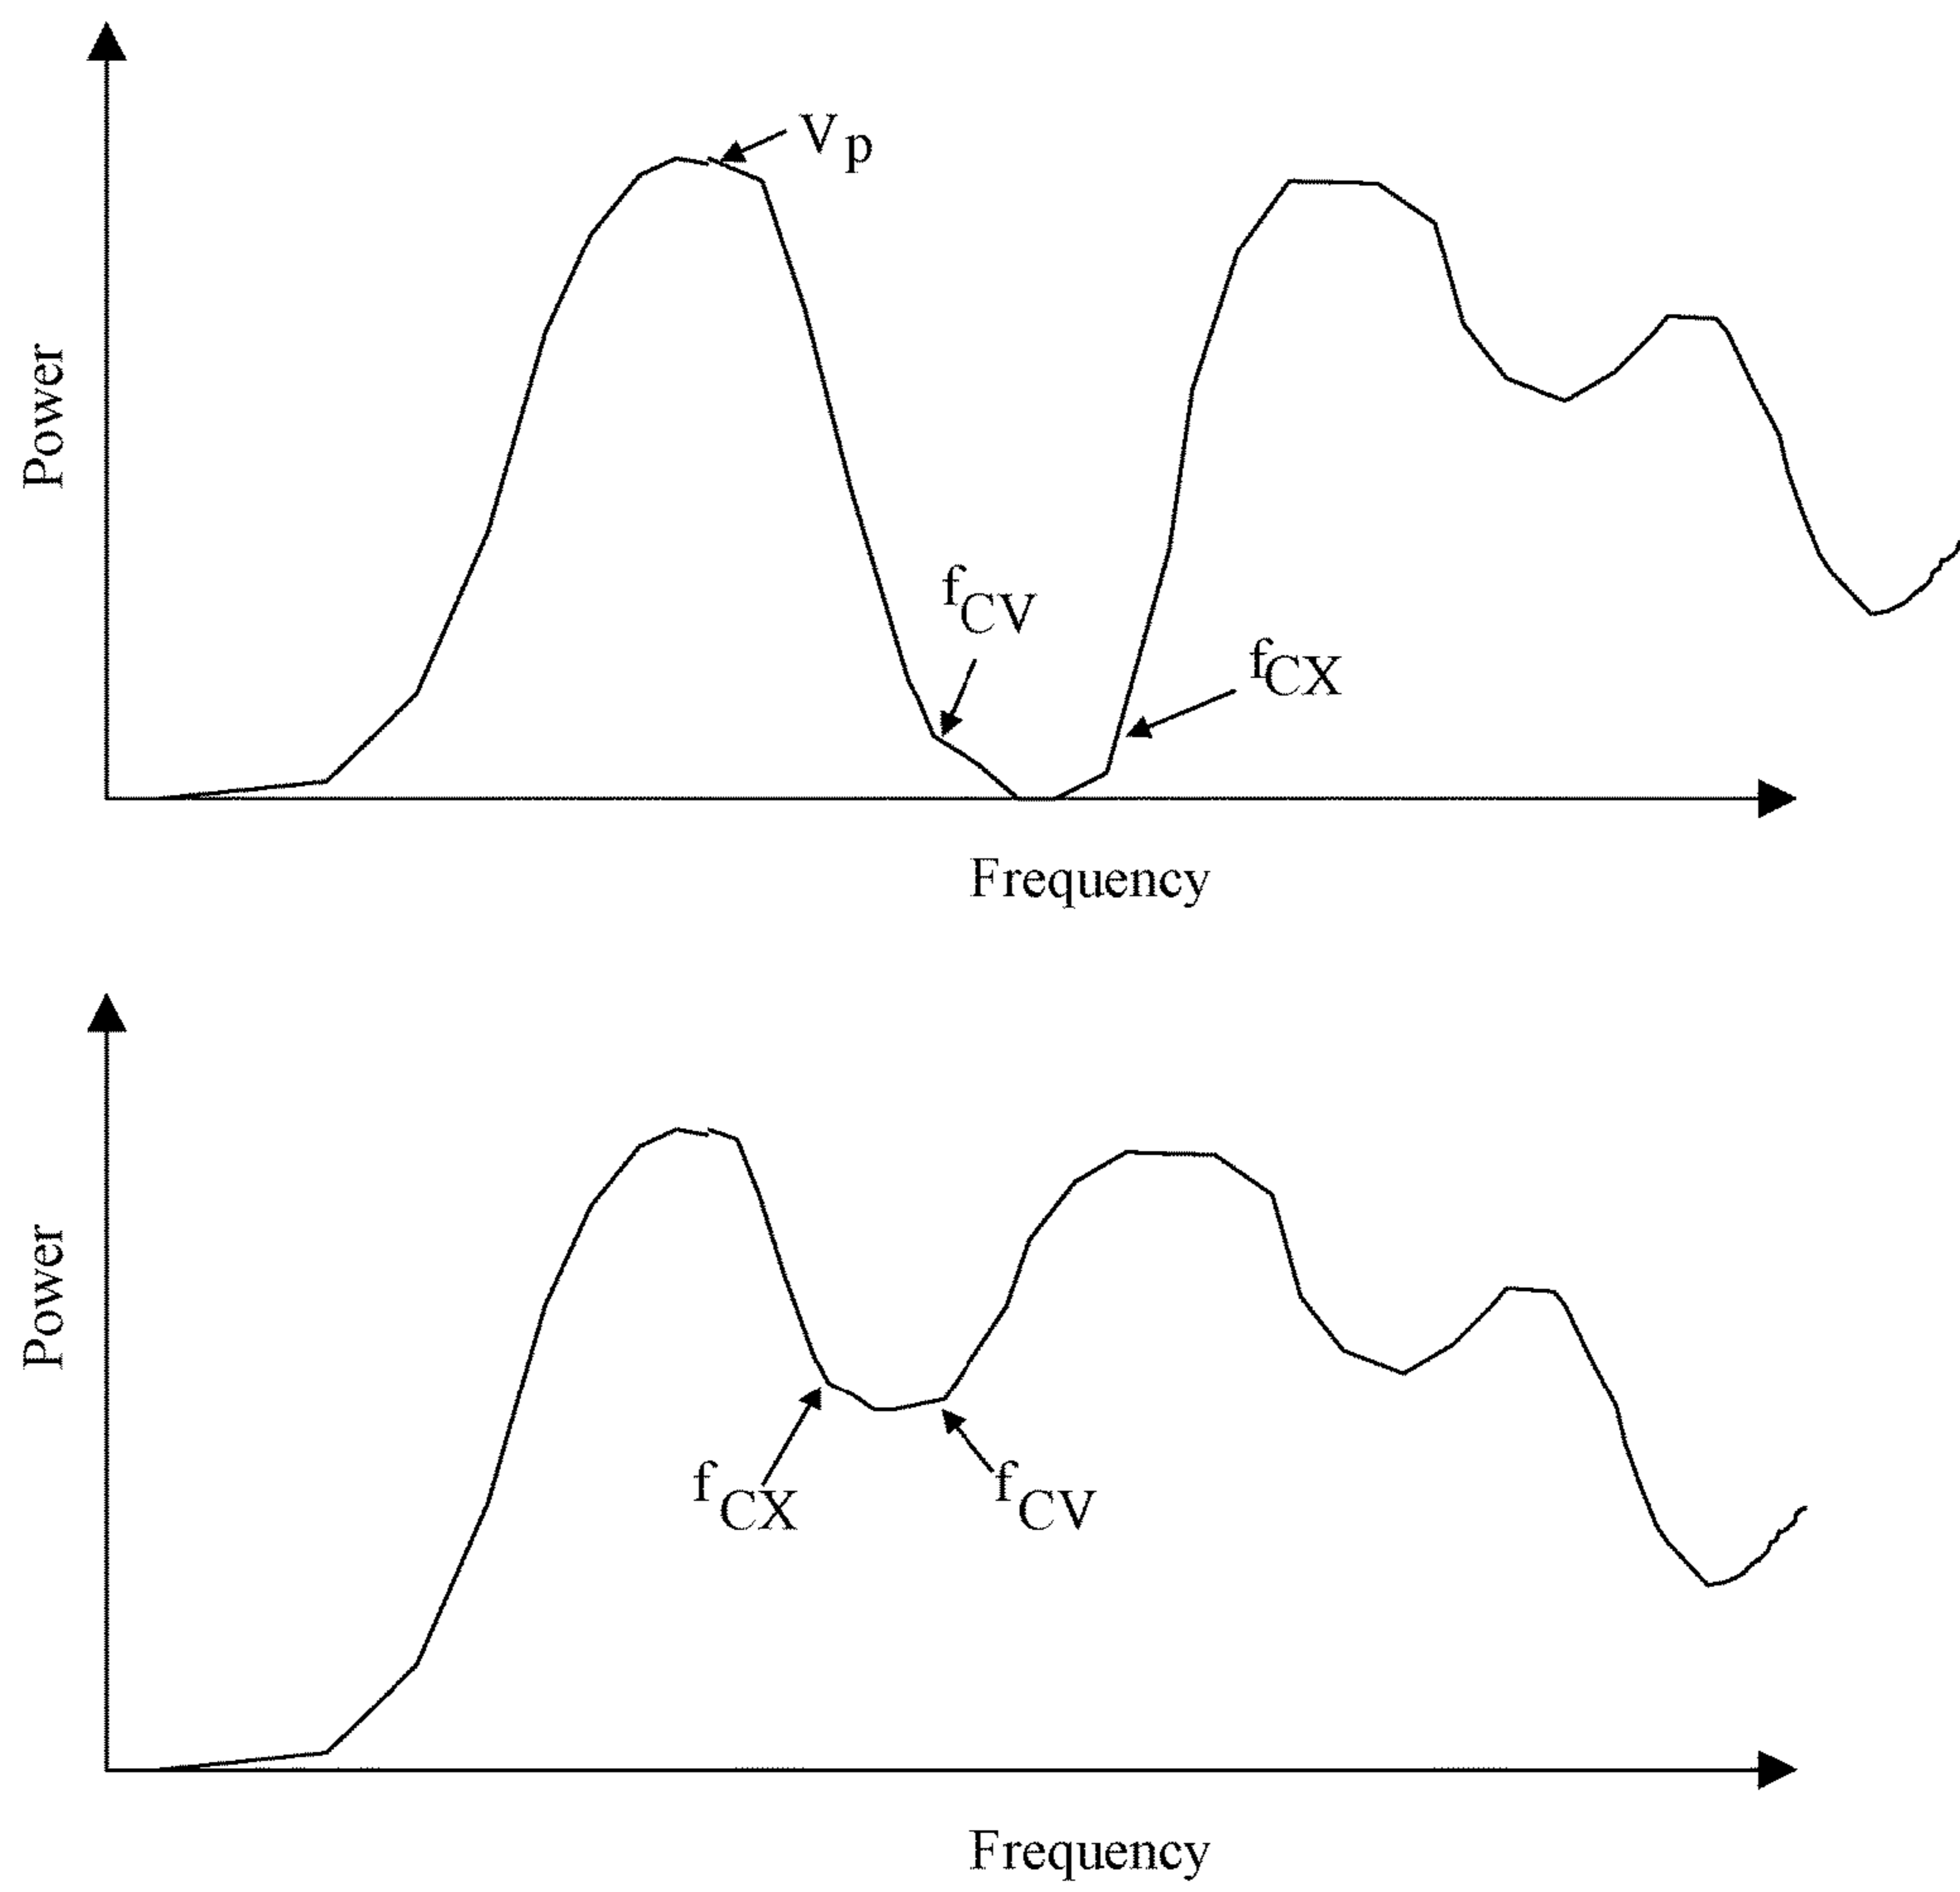 Vp
Power
fCV
fCX
Frequency
Power
fCX
fCV
Frequency